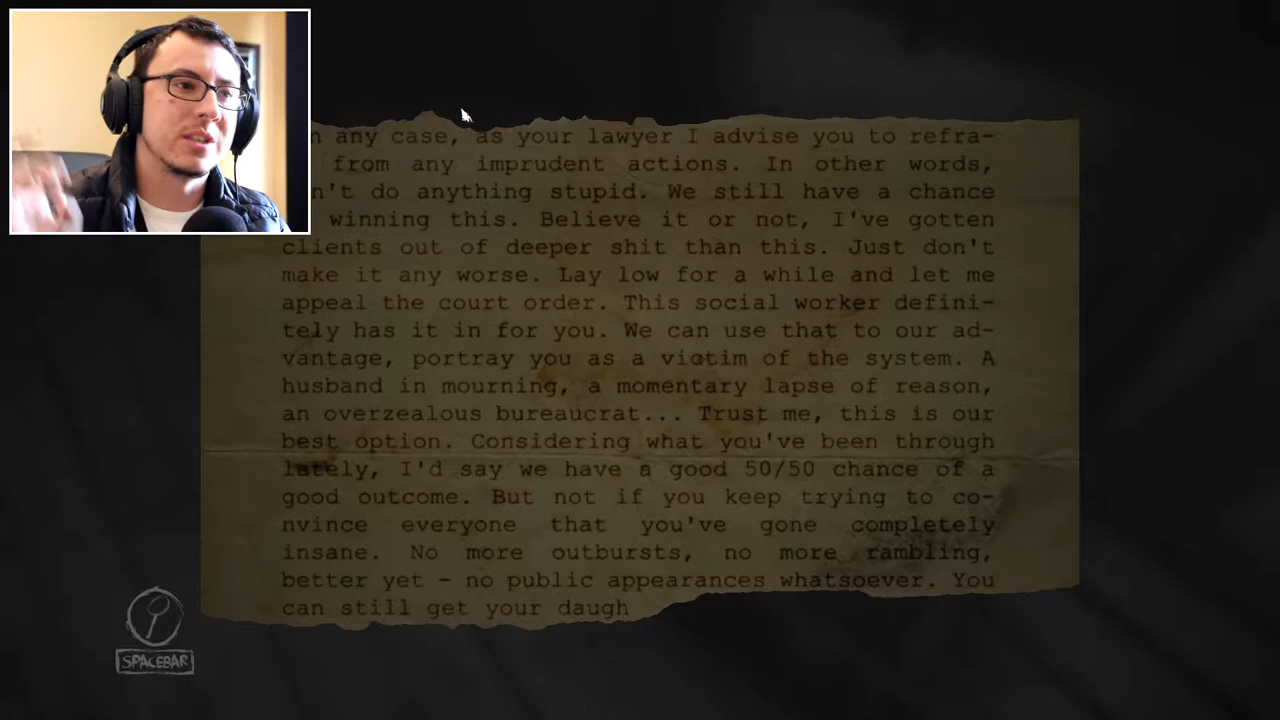 n any case, as your lawyer I advise you to refra-
from any imprudent actions. In other words,
n't do anything stupid. We still have a chance
winning this. Believe it or not, I've gotten
clients out of deeper shit than this. Just don't
make it any worse. Lay low for a while and let me
appeal the court order. This social worker defini-
tely has it in for you. We can use that to our ad-
vantage, portray you as a victim of the system. A
husband in mourning, a momentary lapse of reason,
an overzealous bureaucrat... Trust me, this is our
best option. Considering what you've been through
lately, I'd say we have a good 50/50 chance of a
good outcome. But not if you keep trying to co-
nvince everyone that you've gone completely
insane. No more outbursts, no more rambling,
better yet - no public appearances whatsoever. You
can still get your daugh
SPACEBAR